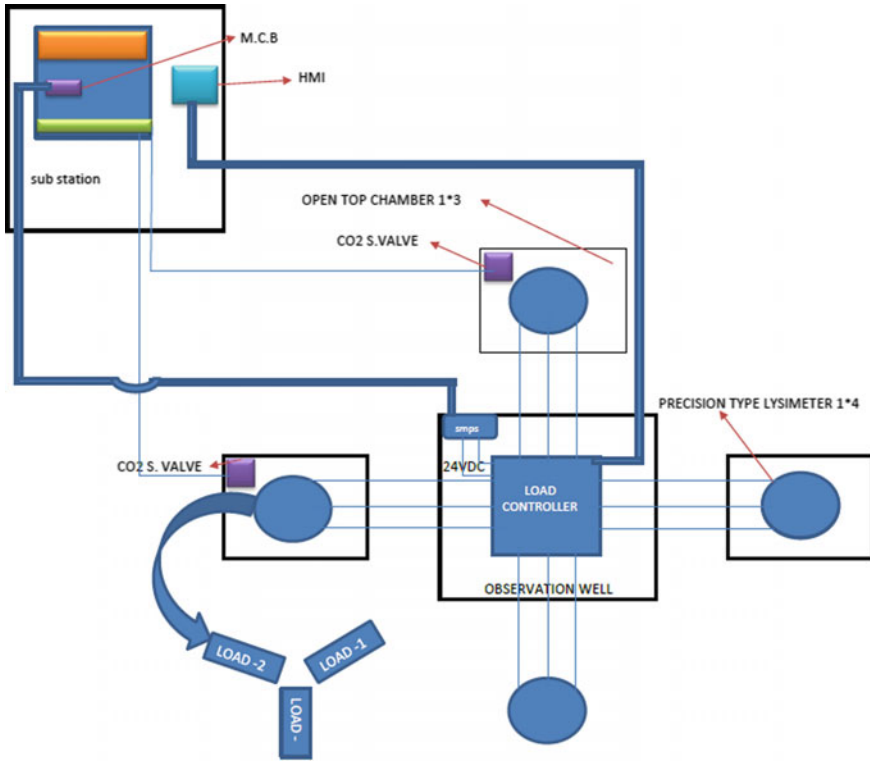 M.C.B
HMI
sub station
OPEN TOP CHAMBER 1*3
CO2 S.VALVE
PRECISION TYPE LYSIMETER 1*4
smps
CO2 S. VALVE
24VDC
LOAD
CONTROLLER
OBSERVATION WELL
LOAD -2
LOAD -1
LOAD-